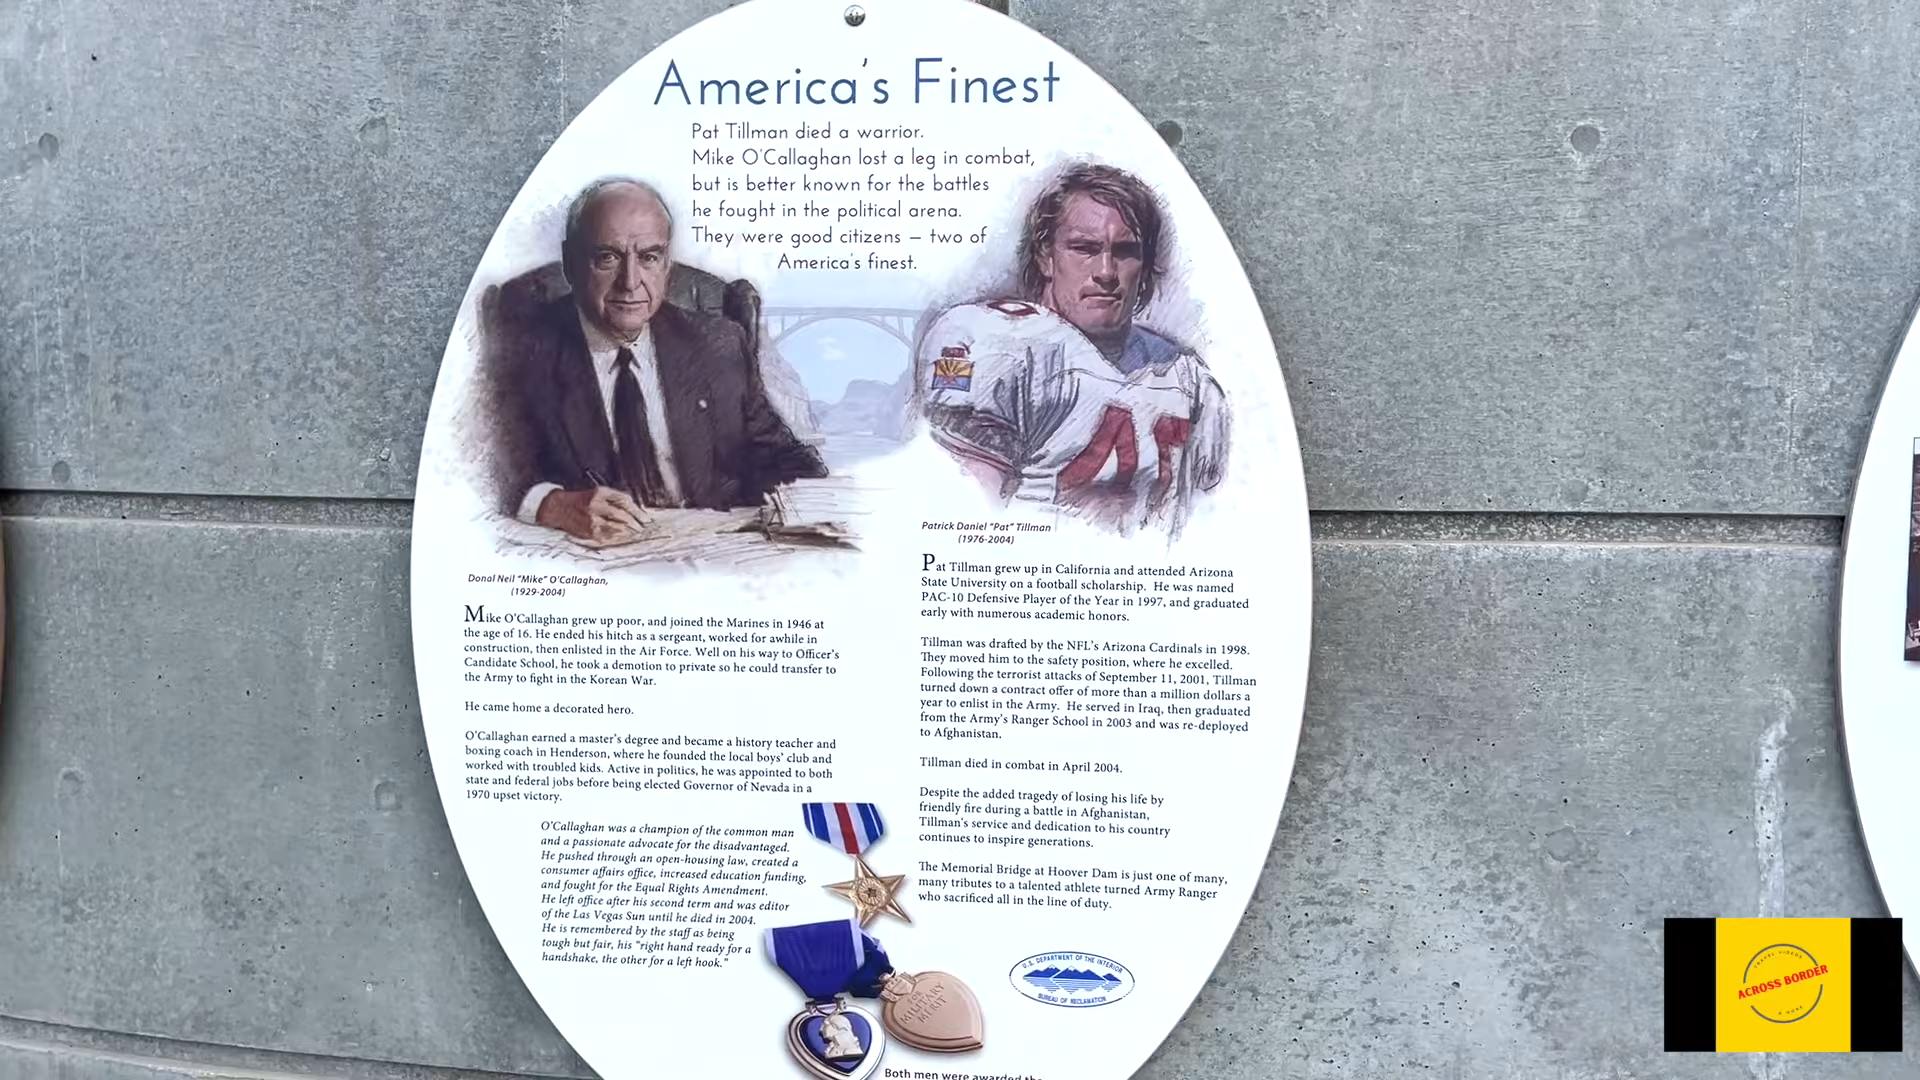 America's Finest
Pat Tillman died a warrior.
Mike O'Callaghan lost a leg in combat,
but is better known for the battles
he fought in the political arena.
They were good citizens – two of
America's finest.
Donal Neil "Mike" O'Callaghan,
(1929-2004)
Mike O'Callaghan grew up poor, and joined the Marines in 1946 at
the age of 16. He ended his hitch as a sergeant, worked for awhile in
construction, then enlisted in the Air Force. Well on his way to Officer's
Candidate School, he took a demotion to private so he could transfer to
the Army to fight in the Korean War.
He came home a decorated hero.
O'Callaghan earned a master's degree and became a history teacher and
boxing coach in Henderson, where he founded the local boys' club and
worked with troubled kids. Active in politics, he was appointed to both
state and federal jobs before being elected Governor of Nevada in a
1970 upset victory.
O'Callaghan was a champion of the common man
and a passionate advocate for the disadvantaged.
He pushed through an open-housing law, created a
consumer affairs office, increased education funding,
and fought for the Equal Rights Amendment.
He left office after his second term and was editor
of the Las Vegas Sun until he died in 2004.
He is remembered by the staff as being
tough but fair, his "right hand ready for a
handshake, the other for a left hook."
Patrick Daniel "Pat" Tillman
(1976-2004)
Pat Tillman grew up in California and attended Arizona
State University on a football scholarship. He was named
PAC-10 Defensive Player of the Year in 1997, and graduated
early with numerous academic honors.
Tillman was drafted by the NFL's Arizona Cardinals in 1998.
They moved him to the safety position, where he excelled.
Following the terrorist attacks of September 11, 2001, Tillman
turned down a contract offer of more than a million dollars a
year to enlist in the Army. He served in Iraq, then graduated
from the Army's Ranger School in 2003 and was re-deployed
to Afghanistan.
Tillman died in combat in April 2004.
Despite the added tragedy of losing his life by
friendly fire during a battle in Afghanistan,
Tillman's service and dedication to his country
continues to inspire generations.
The Memorial Bridge at Hoover Dam is just one of many,
many tributes to a talented athlete turned Army Ranger
who sacrificed all in the line of duty.
FOR
MILITARY
MERIT
U.S. DEPARTMENT OF THE INTERIOR
BUREAU OF RECLAMATION
Both men were awarded the
TRAVEL VIDEOS
ACROSS BORDER
& MORE